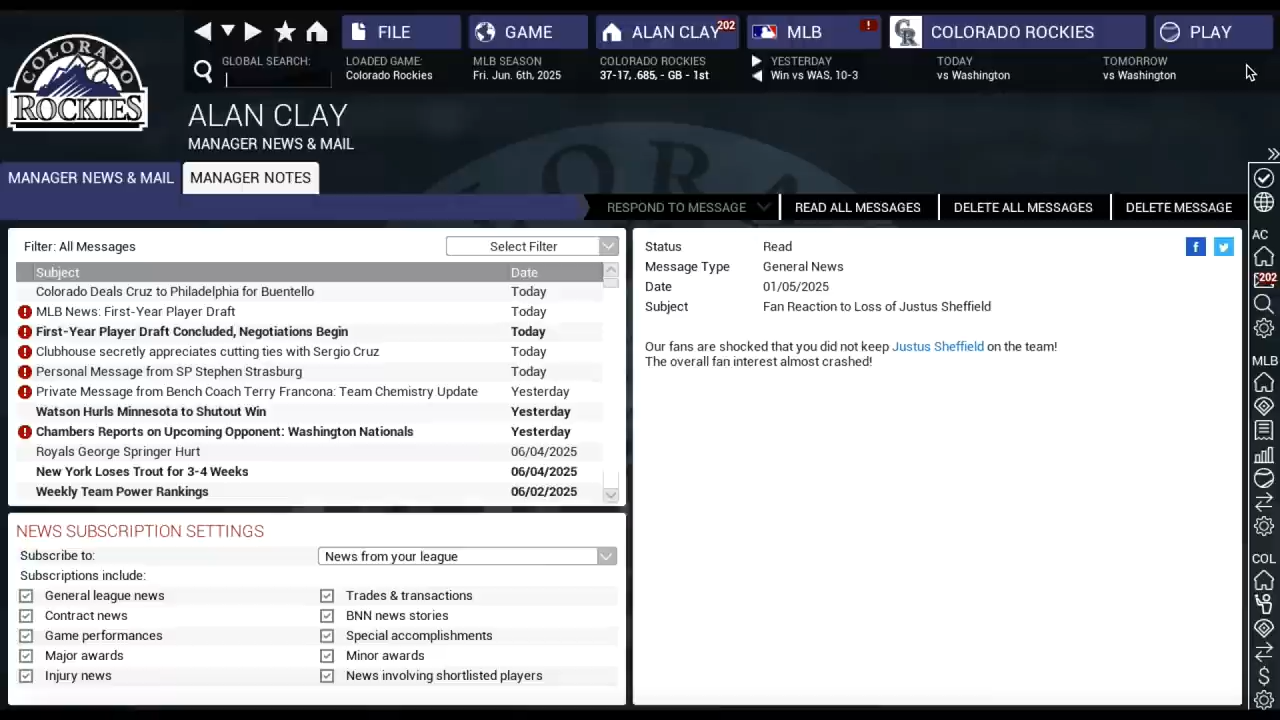 COLORADO
ROCKIES
FILE
GAME
ALAN CLAY 202
MLB !
CR COLORADO ROCKIES
PLAY
GLOBAL SEARCH:
LOADED GAME:
Colorado Rockies
MLB SEASON
Fri. Jun. 6th, 2025
COLORADO ROCKIES
37-17, .685, - GB - 1st
YESTERDAY
Win vs WAS, 10-3
TODAY
vs Washington
TOMORROW
vs Washington
ALAN CLAY
MANAGER NEWS & MAIL
MANAGER NEWS & MAIL
MANAGER NOTES
RESPOND TO MESSAGE
READ ALL MESSAGES
DELETE ALL MESSAGES
DELETE MESSAGE
Filter: All Messages
Select Filter
Subject Date
Colorado Deals Cruz to Philadelphia for Buentello Today
! MLB News: First-Year Player Draft Today
! First-Year Player Draft Concluded, Negotiations Begin Today
! Clubhouse secretly appreciates cutting ties with Sergio Cruz Today
! Personal Message from SP Stephen Strasburg Today
! Private Message from Bench Coach Terry Francona: Team Chemistry Update Yesterday
Watson Hurls Minnesota to Shutout Win Yesterday
! Chambers Reports on Upcoming Opponent: Washington Nationals Yesterday
Royals George Springer Hurt 06/04/2025
New York Loses Trout for 3-4 Weeks 06/04/2025
Weekly Team Power Rankings 06/02/2025
NEWS SUBSCRIPTION SETTINGS
Subscribe to: News from your league
Subscriptions include:
General league news Trades & transactions
Contract news BNN news stories
Game performances Special accomplishments
Major awards Minor awards
Injury news News involving shortlisted players
Status Read
Message Type General News
Date 01/05/2025
Subject Fan Reaction to Loss of Justus Sheffield
Our fans are shocked that you did not keep Justus Sheffield on the team!
The overall fan interest almost crashed!
AC
202
MLB
COL
$